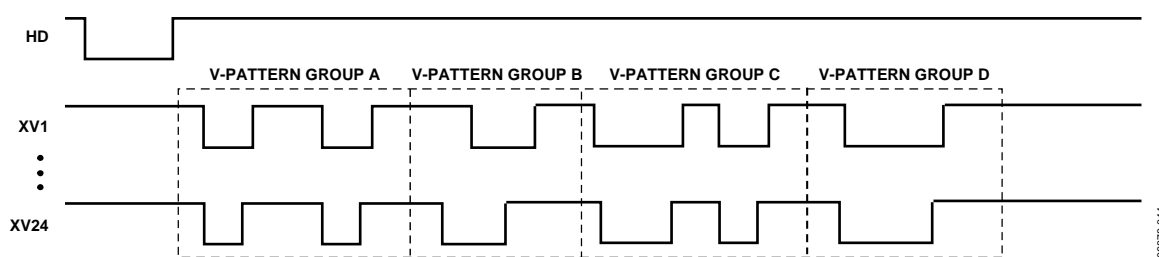 HD
V-PATTERN GROUP A
V-PATTERN GROUP B
V-PATTERN GROUP C
V-PATTERN GROUP D
XV1
XV24